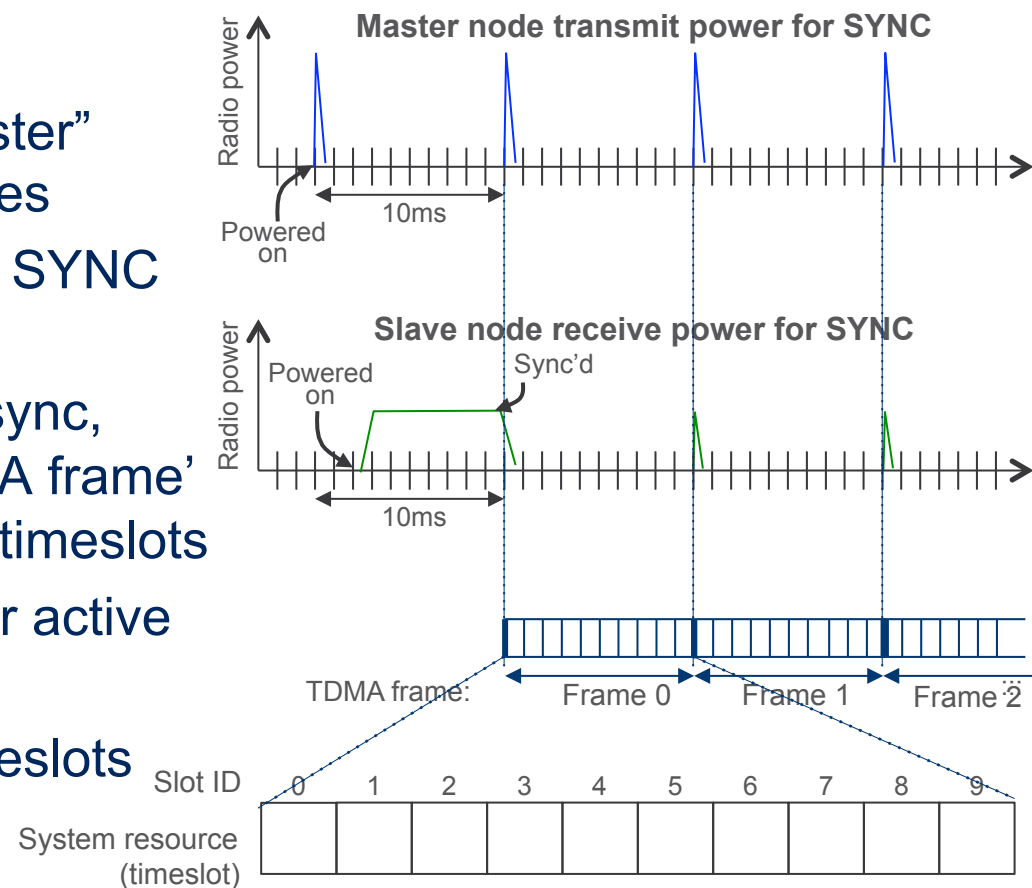 ster”
es
SYNC
sync,
A frame’
timeslots
r active
eslots
Master node transmit power for SYNC
Radio power
10ms
Powered
on
Slave node receive power for SYNC
Radio power
Powered
on
Sync’d
10ms
TDMA frame:
Frame 0
Frame 1
Frame 2
...
Slot ID
0 1 2 3 4 5 6 7 8 9
System resource
(timeslot)